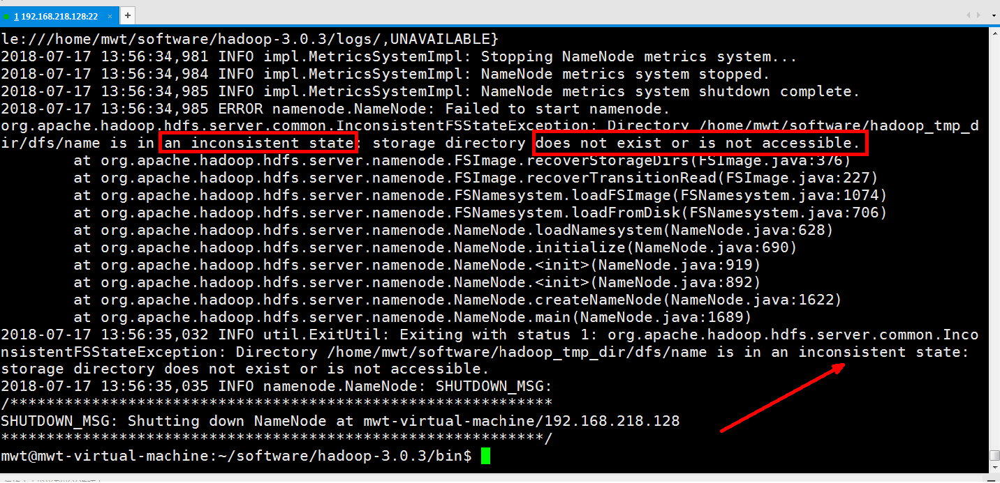 1 192.168.218.128:22 × +
le:///home/mwt/software/hadoop-3.0.3/logs/,UNAVAILABLE}
2018-07-17 13:56:34,981 INFO impl.MetricsSystemImpl: Stopping NameNode metrics system...
2018-07-17 13:56:34,984 INFO impl.MetricsSystemImpl: NameNode metrics system stopped.
2018-07-17 13:56:34,985 INFO impl.MetricsSystemImpl: NameNode metrics system shutdown complete.
2018-07-17 13:56:34,985 ERROR namenode.NameNode: Failed to start namenode.
org.apache.hadoop.hdfs.server.common.InconsistentFSStateException: Directory /home/mwt/software/hadoop_tmp_d
ir/dfs/name is in an inconsistent state: storage directory does not exist or is not accessible.
at org.apache.hadoop.hdfs.server.namenode.FSImage.recoverStorageDirs(FSImage.java:376)
at org.apache.hadoop.hdfs.server.namenode.FSImage.recoverTransitionRead(FSImage.java:227)
at org.apache.hadoop.hdfs.server.namenode.FSNamesystem.loadFSImage(FSNamesystem.java:1074)
at org.apache.hadoop.hdfs.server.namenode.FSNamesystem.loadFromDisk(FSNamesystem.java:706)
at org.apache.hadoop.hdfs.server.namenode.NameNode.loadNamesystem(NameNode.java:628)
at org.apache.hadoop.hdfs.server.namenode.NameNode.initialize(NameNode.java:690)
at org.apache.hadoop.hdfs.server.namenode.NameNode.<init>(NameNode.java:919)
at org.apache.hadoop.hdfs.server.namenode.NameNode.<init>(NameNode.java:892)
at org.apache.hadoop.hdfs.server.namenode.NameNode.createNameNode(NameNode.java:1622)
at org.apache.hadoop.hdfs.server.namenode.NameNode.main(NameNode.java:1689)
2018-07-17 13:56:35,032 INFO util.ExitUtil: Exiting with status 1: org.apache.hadoop.hdfs.server.common.Inco
nsistentFSStateException: Directory /home/mwt/software/hadoop_tmp_dir/dfs/name is in an inconsistent state:
storage directory does not exist or is not accessible.
2018-07-17 13:56:35,035 INFO namenode.NameNode: SHUTDOWN_MSG:
/************************************************************
SHUTDOWN_MSG: Shutting down NameNode at mwt-virtual-machine/192.168.218.128
************************************************************/
mwt@mwt-virtual-machine:~/software/hadoop-3.0.3/bin$